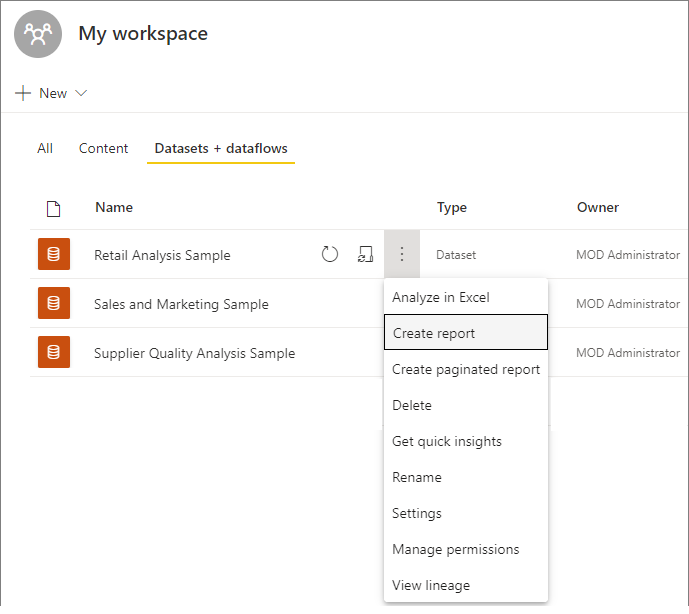 My workspace
New
All Content Datasets + dataflows
Name Type Owner
Retail Analysis Sample Dataset MOD Administrator
Analyze in Excel
Sales and Marketing Sample MOD Administrator
Create report
Supplier Quality Analysis Sample MOD Administrator
Create paginated report
Delete
Get quick insights
Rename
Settings
Manage permissions
View lineage